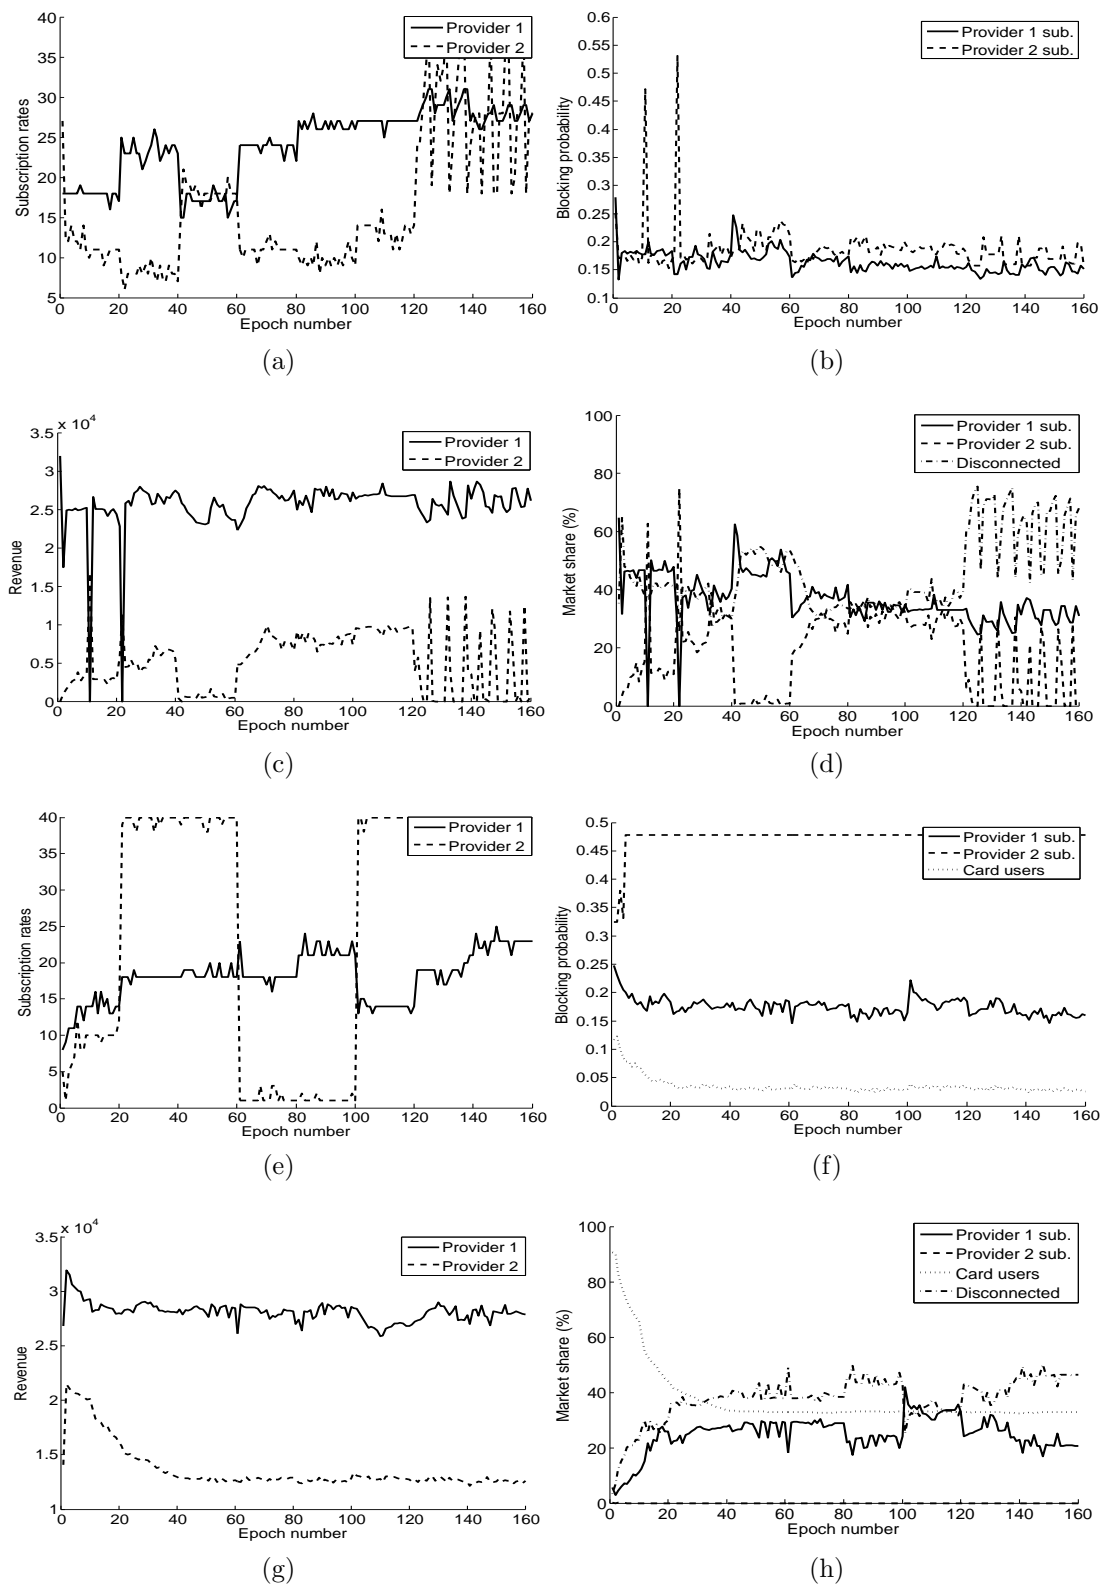 40
35
30
25
20
15
10
5
Subscription rates
Provider 1
Provider 2
0 20 40 60 80 100 120 140 160
Epoch number
(a)
0.6
0.55
0.5
0.45
0.4
0.35
0.3
0.25
0.2
0.15
0.1
Blocking probability
Provider 1 sub.
Provider 2 sub.
0 20 40 60 80 100 120 140 160
Epoch number
(b)
x 10^4
3.5
3
2.5
2
1.5
1
0.5
0
Revenue
Provider 1
Provider 2
0 20 40 60 80 100 120 140 160
Epoch number
(c)
100
80
60
40
20
0
Market share (%)
Provider 1 sub.
Provider 2 sub.
Disconnected
0 20 40 60 80 100 120 140 160
Epoch number
(d)
40
35
30
25
20
15
10
5
0
Subscription rates
Provider 1
Provider 2
0 20 40 60 80 100 120 140 160
Epoch number
(e)
0.5
0.45
0.4
0.35
0.3
0.25
0.2
0.15
0.1
0.05
0
Blocking probability
Provider 1 sub.
Provider 2 sub.
Card users
0 20 40 60 80 100 120 140 160
Epoch number
(f)
x 10^4
3.5
3
2.5
2
1.5
1
Revenue
Provider 1
Provider 2
0 20 40 60 80 100 120 140 160
Epoch number
(g)
100
80
60
40
20
0
Market share (%)
Provider 1 sub.
Provider 2 sub.
Card users
Disconnected
0 20 40 60 80 100 120 140 160
Epoch number
(h)